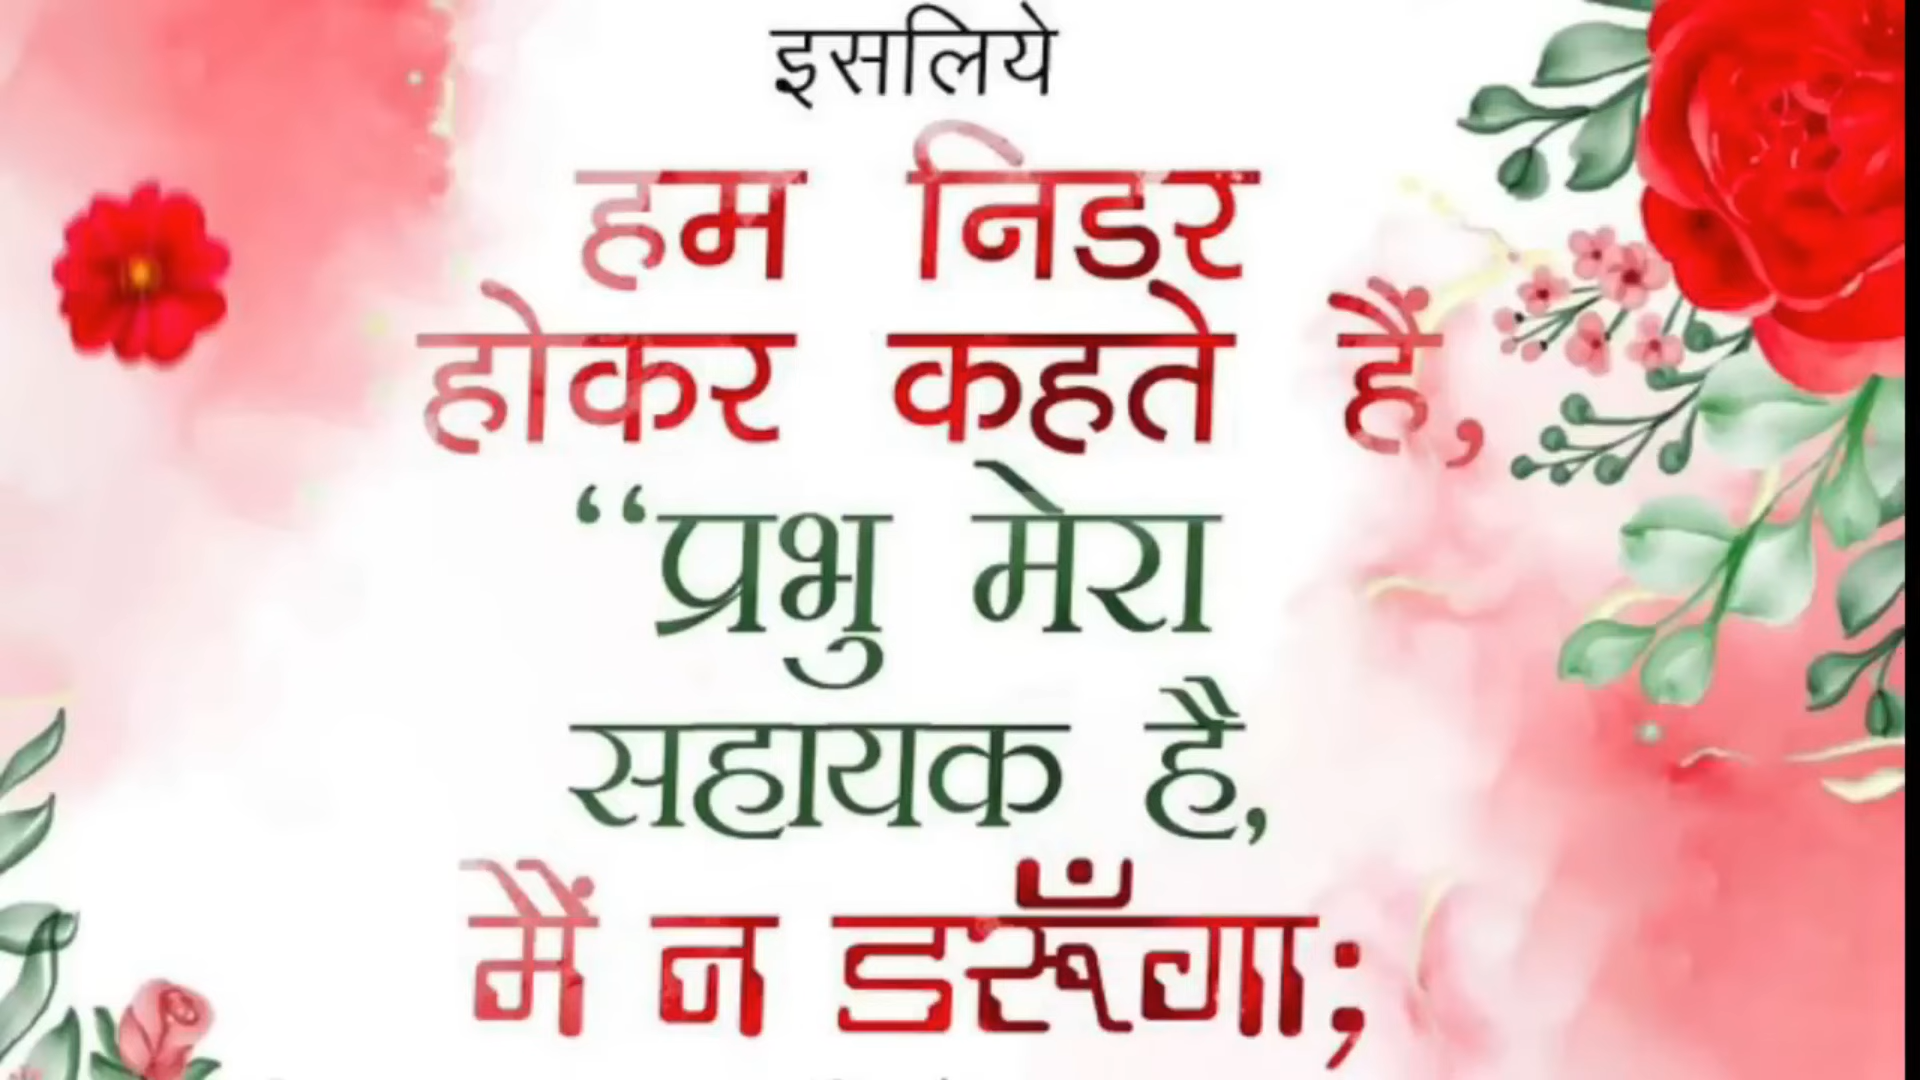 इसलिये
हम निडर
होकर कहते हैं,
“प्रभु मेरा
सहायक है,
मैं न डरूँगा;